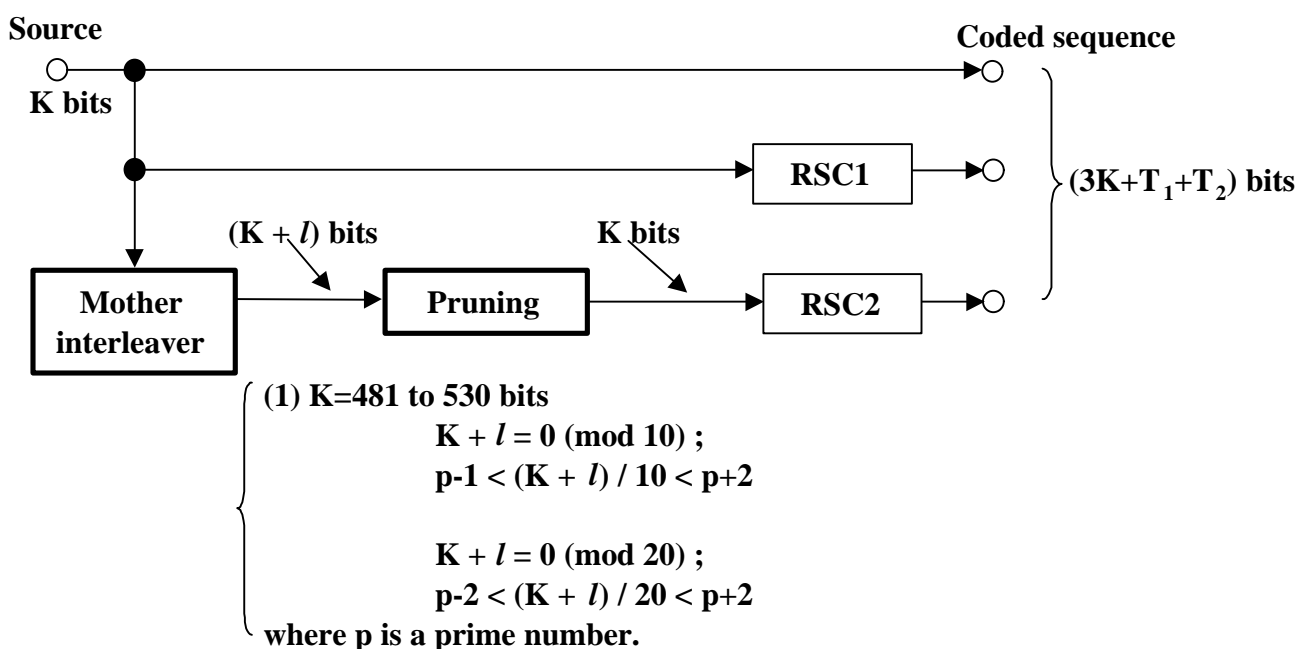 Source
Coded sequence
K bits
RSC1
(3K+T1+T2) bits
(K + l) bits
K bits
Mother
interleaver
Pruning
RSC2
(1) K=481 to 530 bits
K + l = 0 (mod 10) ;
p-1 < (K + l) / 10 < p+2
K + l = 0 (mod 20) ;
p-2 < (K + l) / 20 < p+2
where p is a prime number.